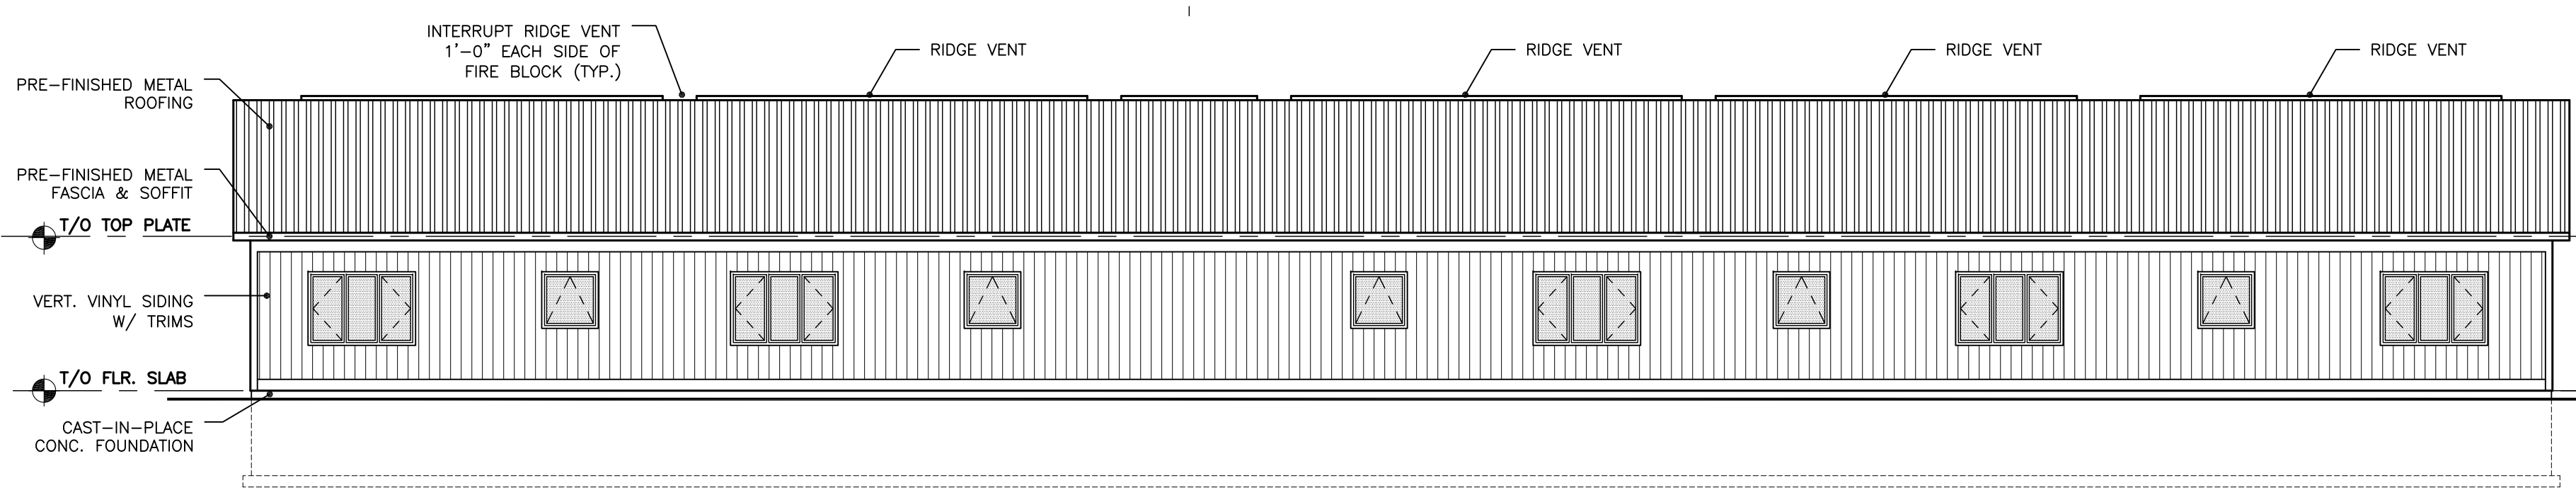 INTERRUPT RIDGE VENT
1'-0" EACH SIDE OF
FIRE BLOCK (TYP.)
RIDGE VENT
RIDGE VENT
RIDGE VENT
RIDGE VENT
PRE-FINISHED METAL
ROOFING
PRE-FINISHED METAL
FASCIA & SOFFIT
T/O TOP PLATE
VERT. VINYL SIDING
W/ TRIMS
T/O FLR. SLAB
CAST-IN-PLACE
CONC. FOUNDATION